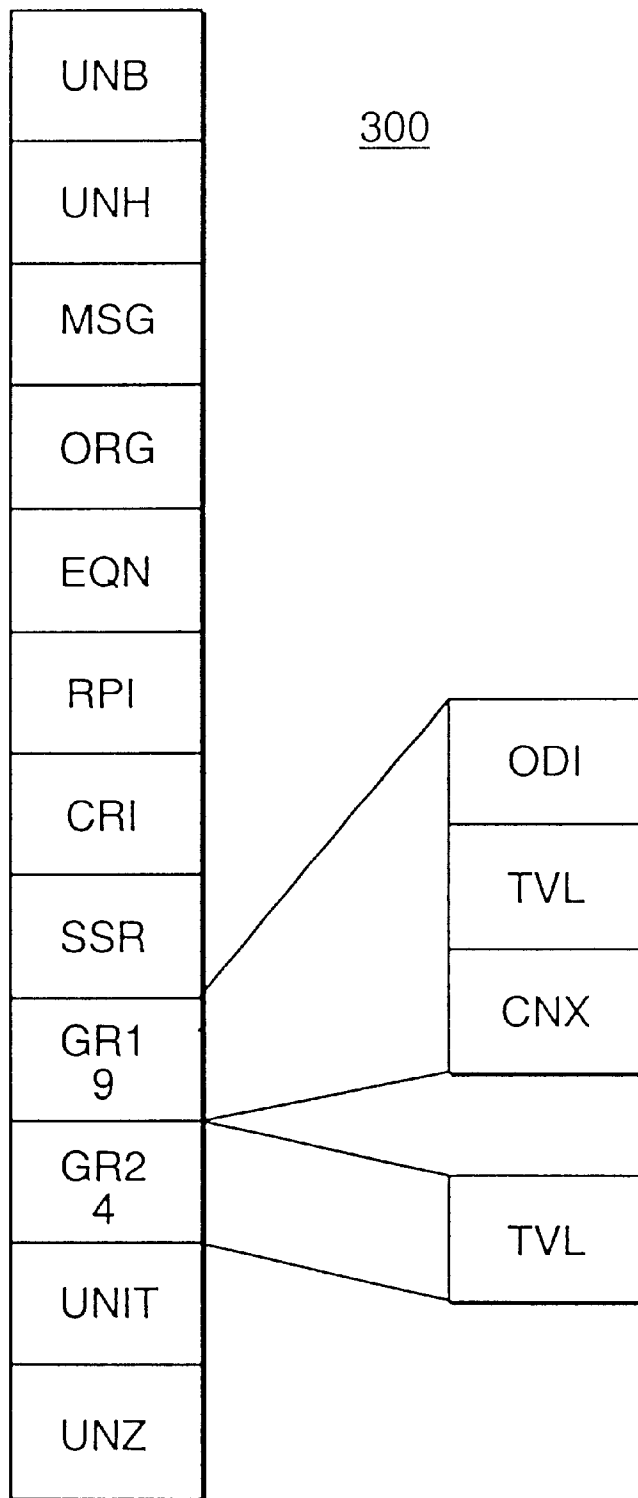 UNB
300
UNH
MSG
ORG
EQN
RPI
CRI
SSR
GR1
9
GR2
4
UNIT
UNZ
ODI
TVL
CNX
TVL